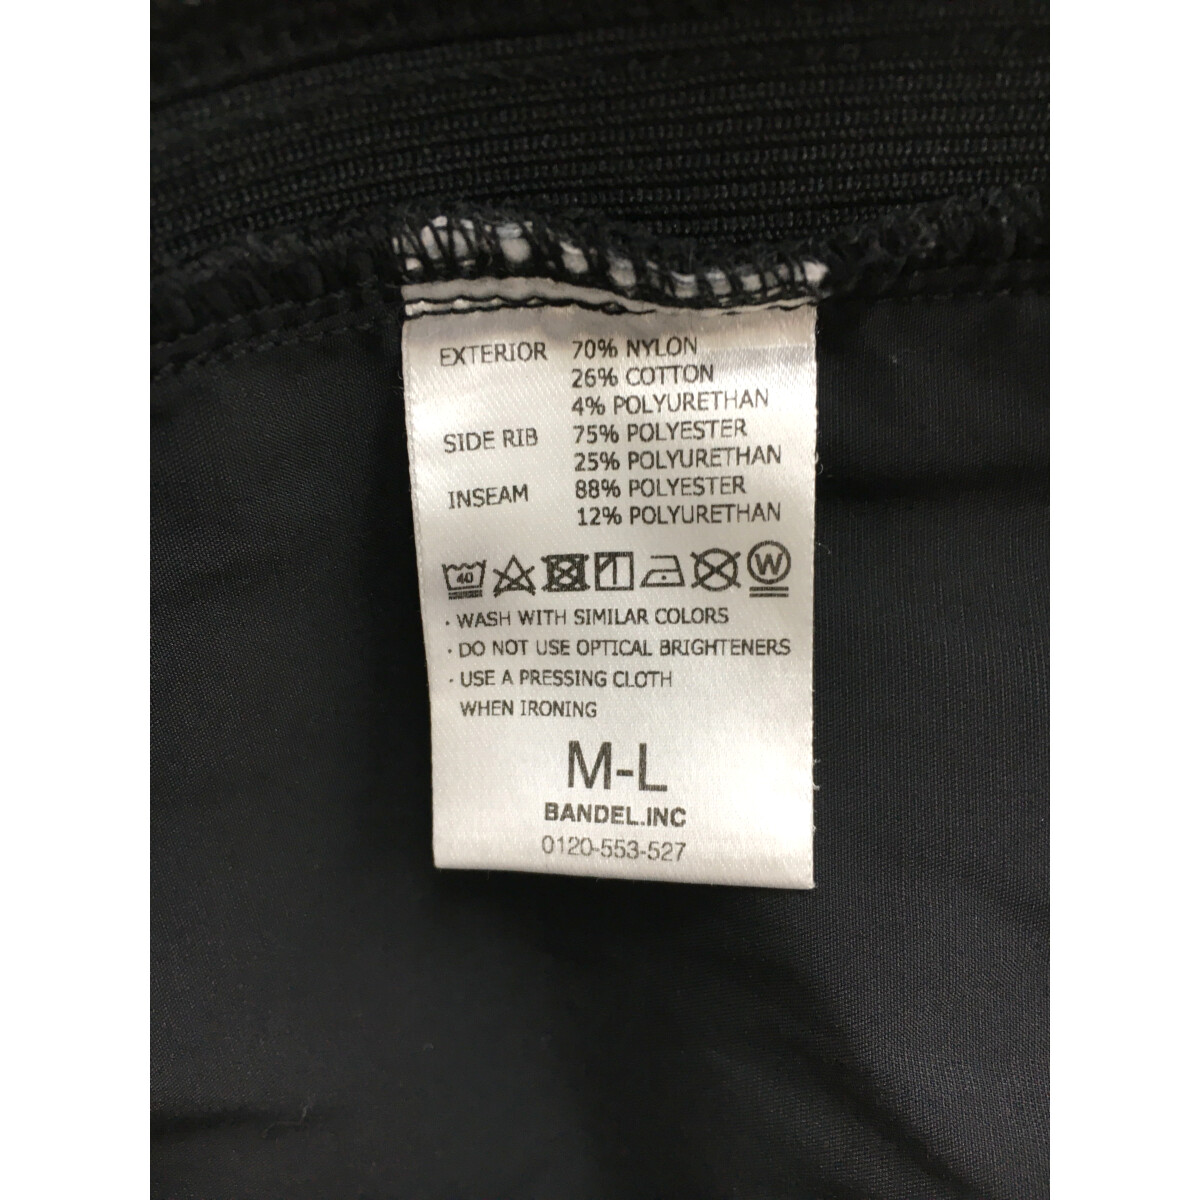 EXTERIOR 70% NYLON
26% COTTON
4% POLYURETHAN
SIDE RIB 75% POLYESTER
25% POLYURETHAN
INSEAM 88% POLYESTER
12% POLYURETHAN
40 W
· WASH WITH SIMILAR COLORS
· DO NOT USE OPTICAL BRIGHTENERS
· USE A PRESSING CLOTH
WHEN IRONING
M-L
BANDEL.INC
0120-553-527